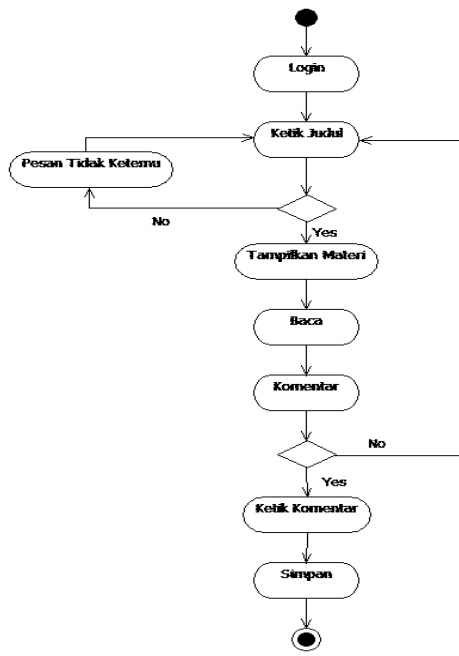 Login
Ketik Judul
Pesan Tidak Ketemu
No
Yes
Tampilkan Materi
Baca
Komentar
No
Yes
Ketik Komentar
Simpan